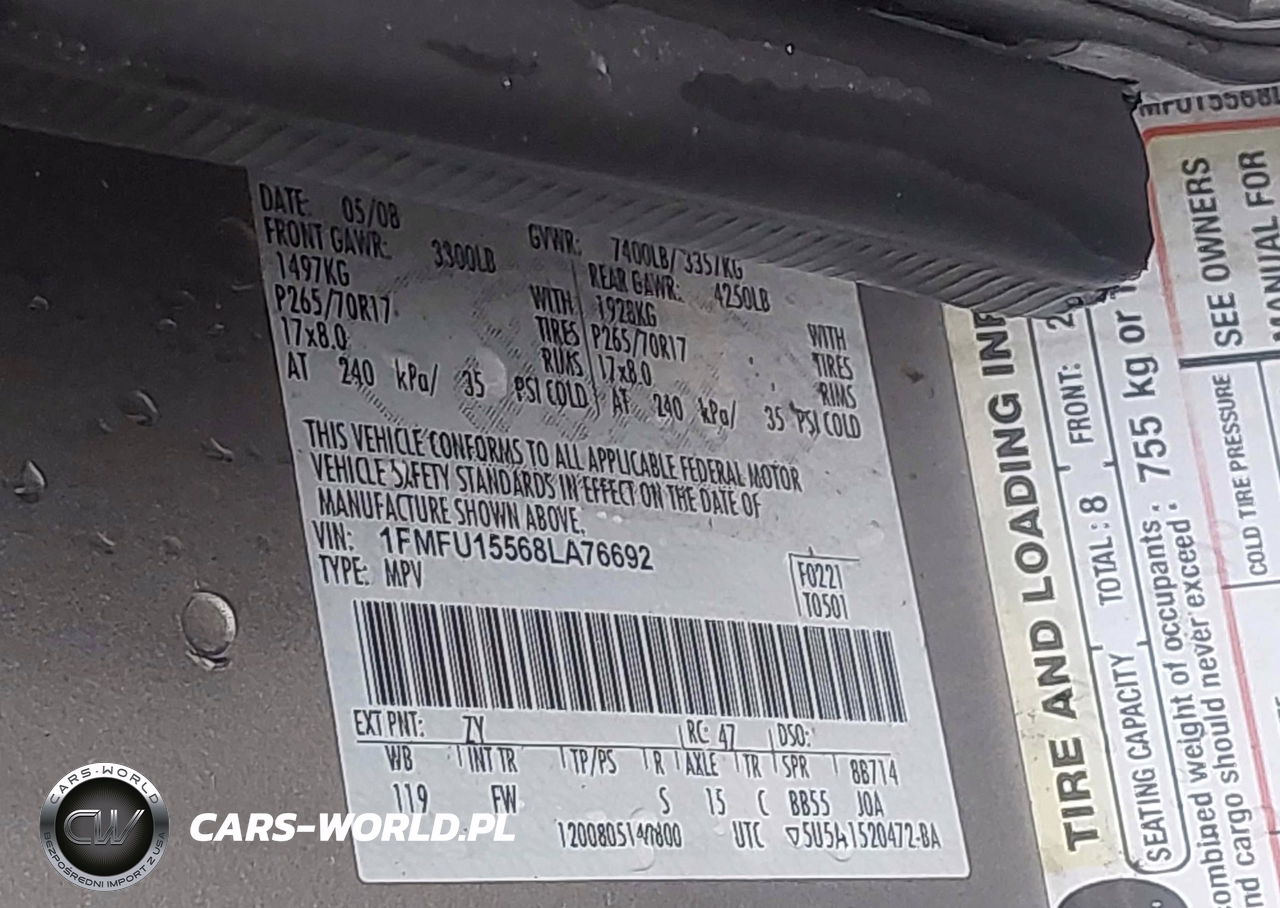 DATE: 05/08 GVWR: 7400LB/ 3357KG
FRONT GAWR: 3300LB REAR GAWR: 4250LB
1497KG WITH 1928KG WITH
P265/70R17 TIRES P265/70R17 TIRES
17x8.0 RIMS 17x8.0 RIMS
AT 240 kPa/ 35 PSI COLD AT 240 kPa/ 35 PSI COLD
THIS VEHICLE CONFORMS TO ALL APPLICABLE FEDERAL MOTOR
VEHICLE SAFETY STANDARDS IN EFFECT ON THE DATE OF
MANUFACTURE SHOWN ABOVE.
VIN: 1FMFU15568LA76692
TYPE: MPV
F0221
T0501
EXT PNT: ZY RC: 47 DSO:
WB INT TR TP/PS R AXLE TR SPR 8B714
119 FW S 15 C BB55 JOA
UTC ▽5U5A1520472-BA
TIRE AND LOADING
SEATING CAPACITY TOTAL: 8 FRONT:
weight of occupants
and cargo should never exceed: 755 kg or
COLD TIRE PRESSURE
SEE OWNERS
MANUAL FOR
CARS-WORLD
CW
BEZPOŚREDNI IMPORT Z USA
CARS-WORLD.PL